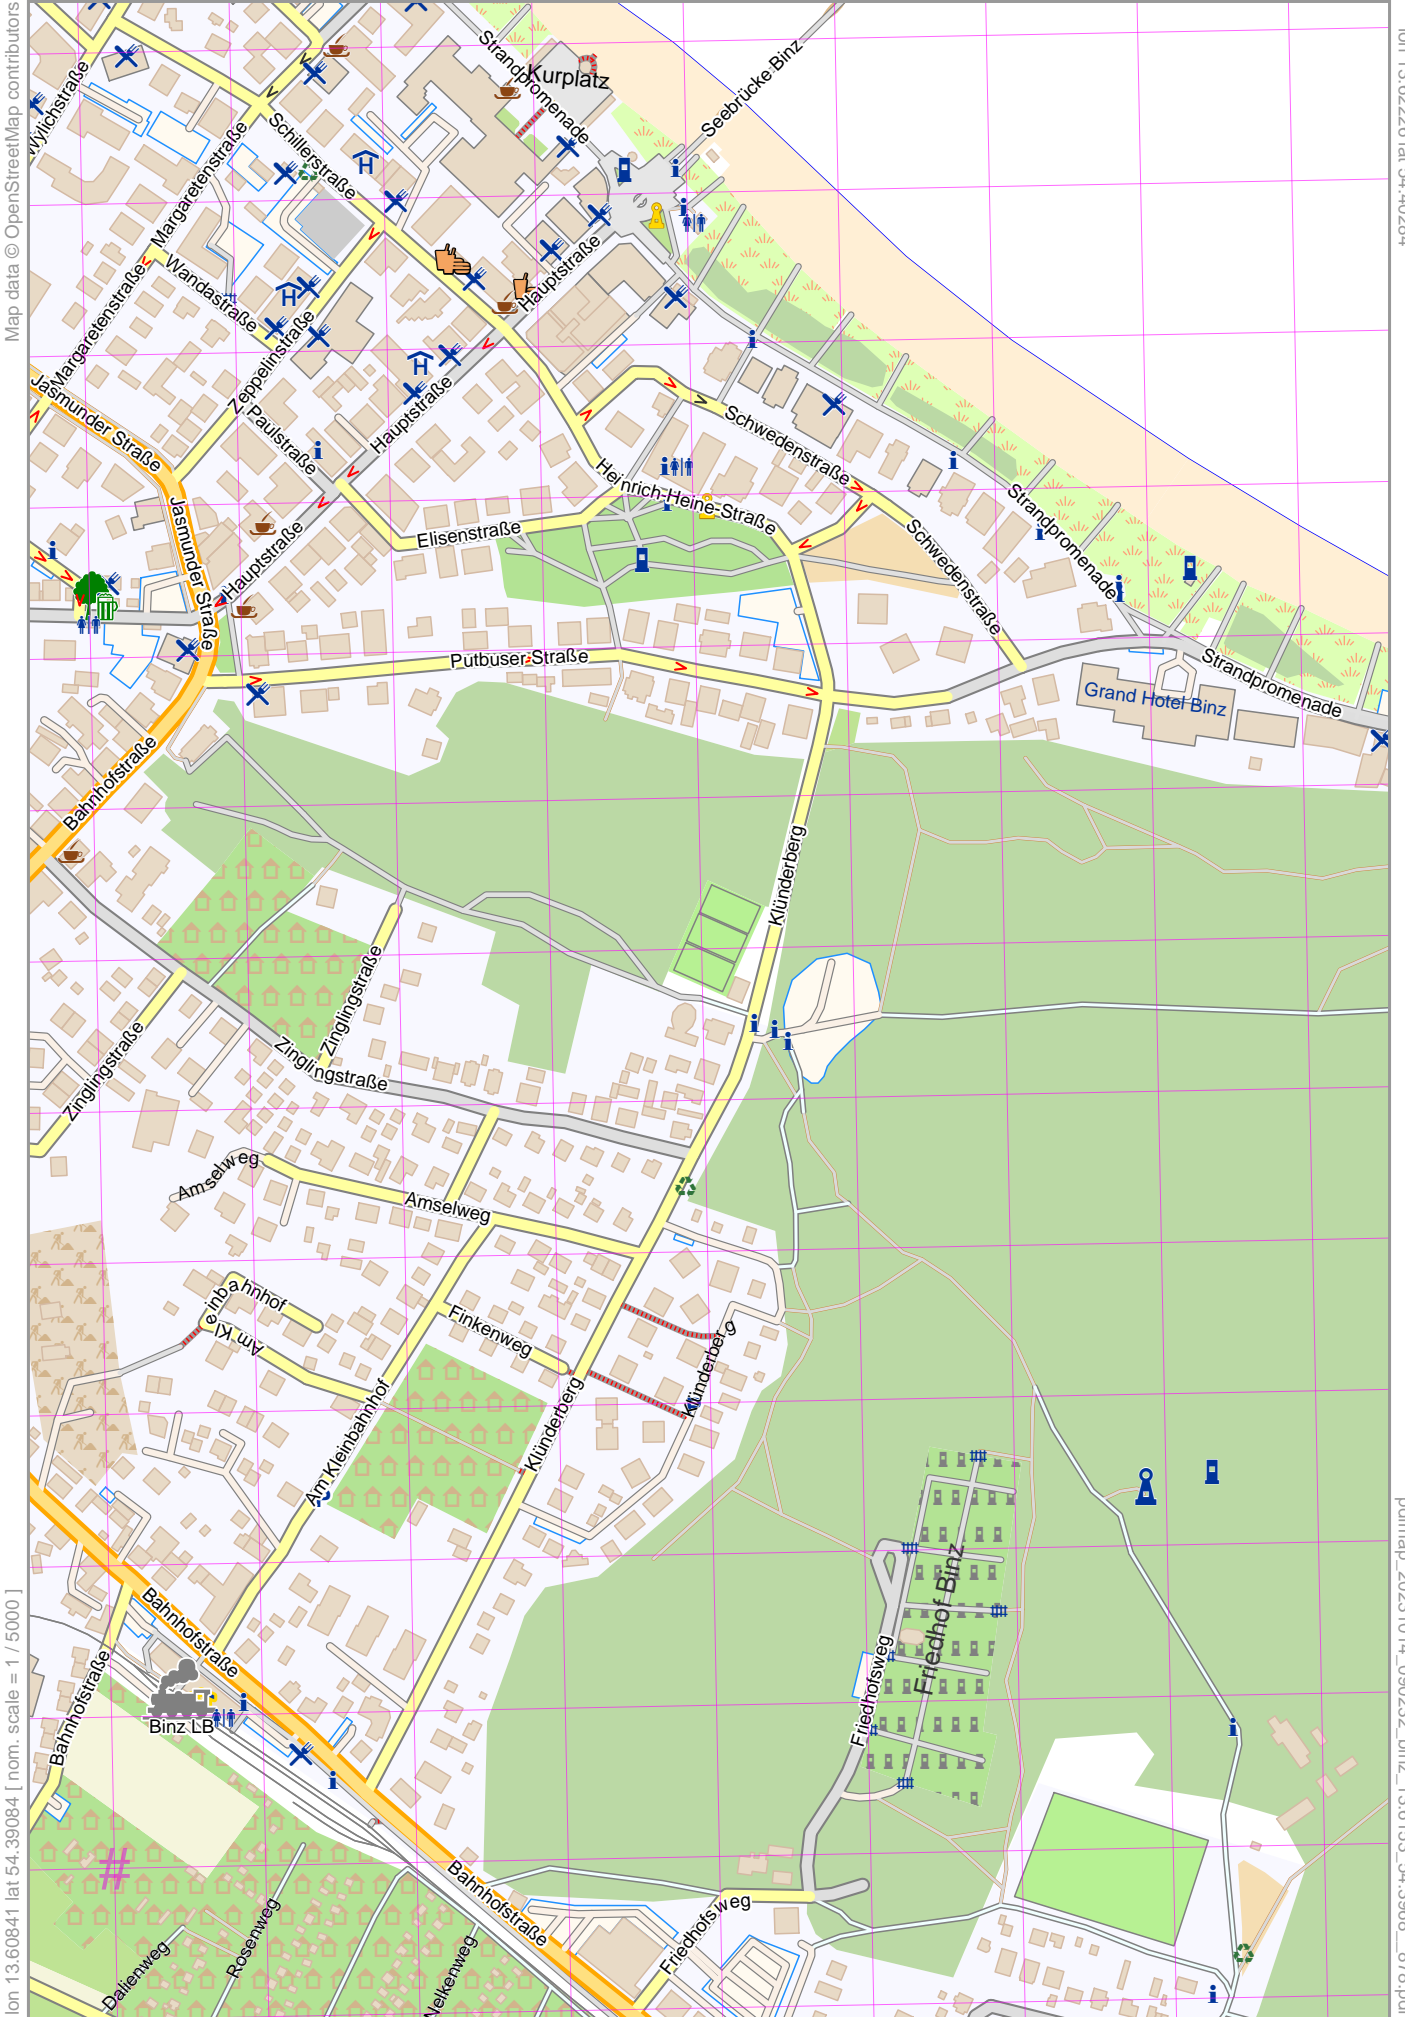 Map data © OpenStreetMap contributors
Strandpromenade
Kurplatz
Seebrücke Binz
Wylichstraße
Margaretenstraße
Schillerstraße
Wandastraße
Hauptstraße
Margaretenstraße
Zeppelinstraße
Jasmunder Straße
Paulstraße
Hauptstraße
Schwedenstraße
Heinrich-Heine-Straße
Strandpromenade
Jasmunder Straße
Elisenstraße
Hauptstraße
Schwedenstraße
Putbuser Straße
Strandpromenade
Grand Hotel Binz
Bahnhofstraße
Klünderberg
Zinglingstraße
Zinglingstraße
Zinglingstraße
Amselweg
Amselweg
Am Kleinbahnhof
Finkenweg
Klünderberg
Klünderberg
Am Kleinbahnhof
Friedhof Binz
Bahnhofstraße
Friedhofsweg
Bahnhofstraße
Binz LB
#
Bahnhofstraße
Friedhofsweg
Rosenweg
Dalienweg
Nelkenweg
lon 13.60841 lat 54.39084 [ nom. scale = 1 / 5000 ]